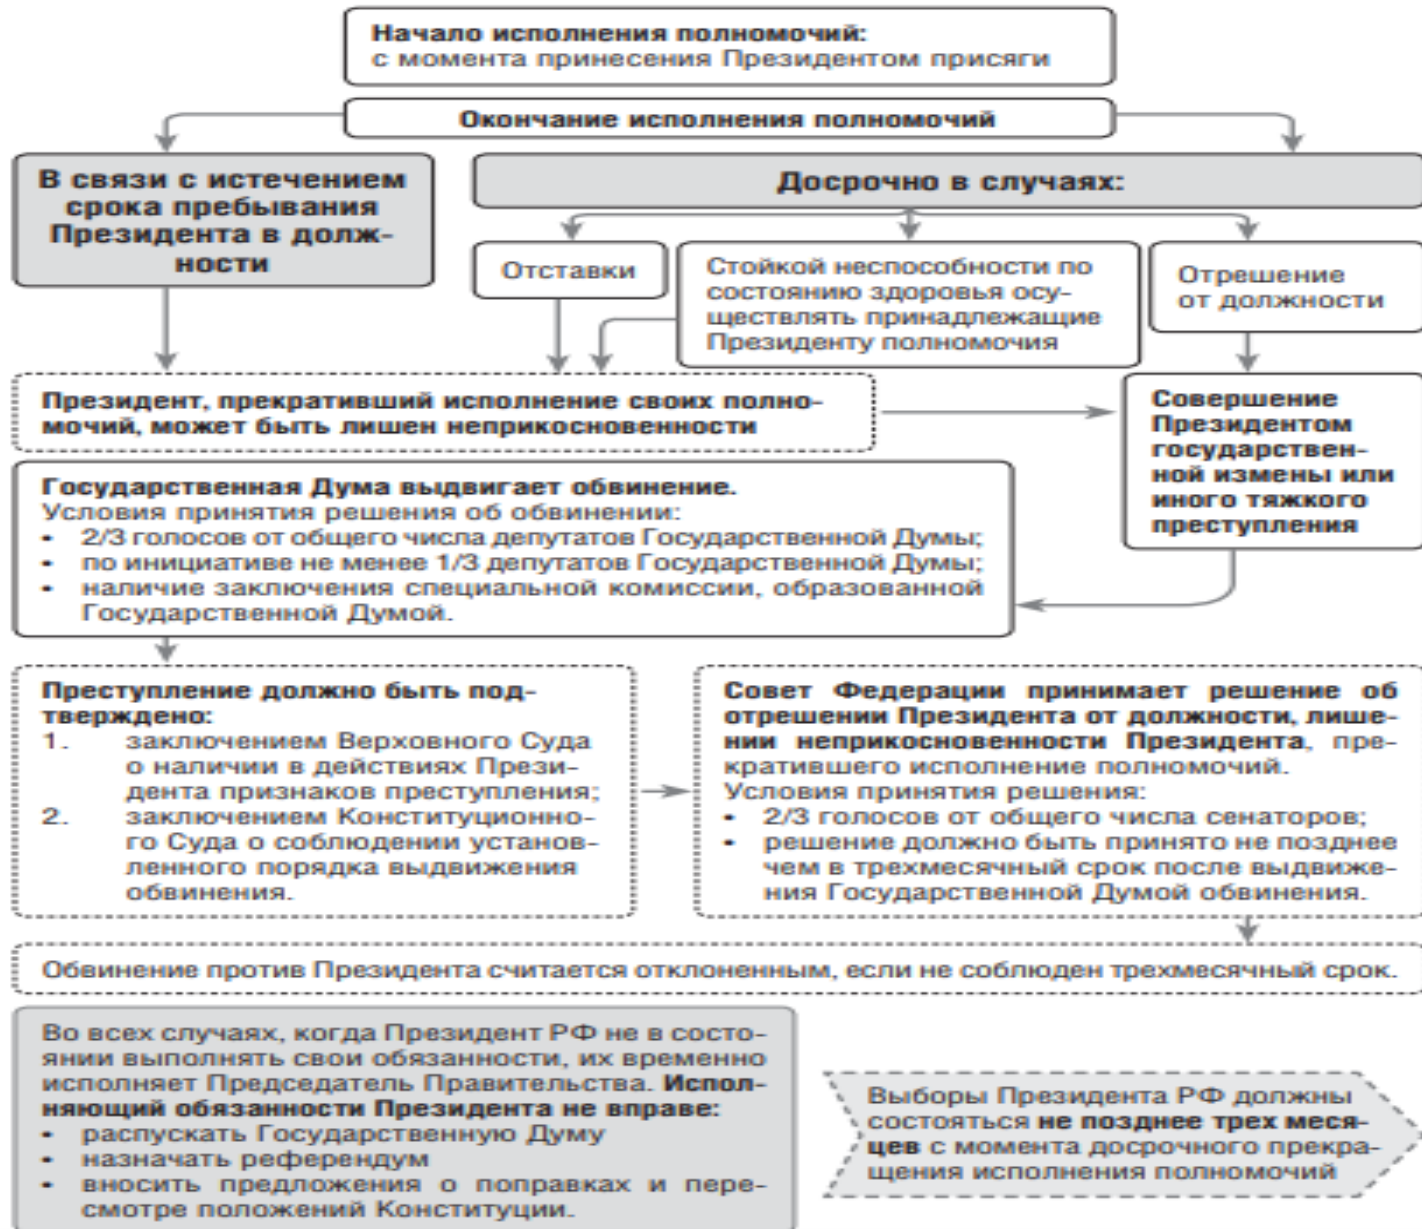 Начало исполнения полномочий:
с момента принесения Президентом присяги
Окончание исполнения полномочий
В связи с истечением
срока пребывания
Президента в долж-
ности
Досрочно в случаях:
Отставки
Стойкой неспособности по
состоянию здоровья осу-
ществлять принадлежащие
Президенту полномочия
Отрешение
от должности
Президент, прекративший исполнение своих полно-
мочий, может быть лишен неприкосновенности
Совершение
Президентом
государствен-
ной измены или
иного тяжкого
преступления
Государственная Дума выдвигает обвинение.
Условия принятия решения об обвинении:
• 2/3 голосов от общего числа депутатов Государственной Думы;
• по инициативе не менее 1/3 депутатов Государственной Думы;
• наличие заключения специальной комиссии, образованной
Государственной Думой.
Преступление должно быть под-
тверждено:
1. заключением Верховного Суда
о наличии в действиях Прези-
дента признаков преступления;
2. заключением Конституционно-
го Суда о соблюдении установ-
ленного порядка выдвижения
обвинения.
Совет Федерации принимает решение об
отрешении Президента от должности, лише-
нии неприкосновенности Президента, пре-
кратившего исполнение полномочий.
Условия принятия решения:
• 2/3 голосов от общего числа сенаторов;
• решение должно быть принято не позднее
чем в трехмесячный срок после выдвиже-
ния Государственной Думой обвинения.
Обвинение против Президента считается отклоненным, если не соблюден трехмесячный срок.
Во всех случаях, когда Президент РФ не в состо-
янии выполнять свои обязанности, их временно
исполняет Председатель Правительства. Испол-
няющий обязанности Президента не вправе:
• распускать Государственную Думу
• назначать референдум
• вносить предложения о поправках и пере-
смотре положений Конституции.
Выборы Президента РФ должны
состояться не позднее трех меся-
цев с момента досрочного прекра-
щения исполнения полномочий